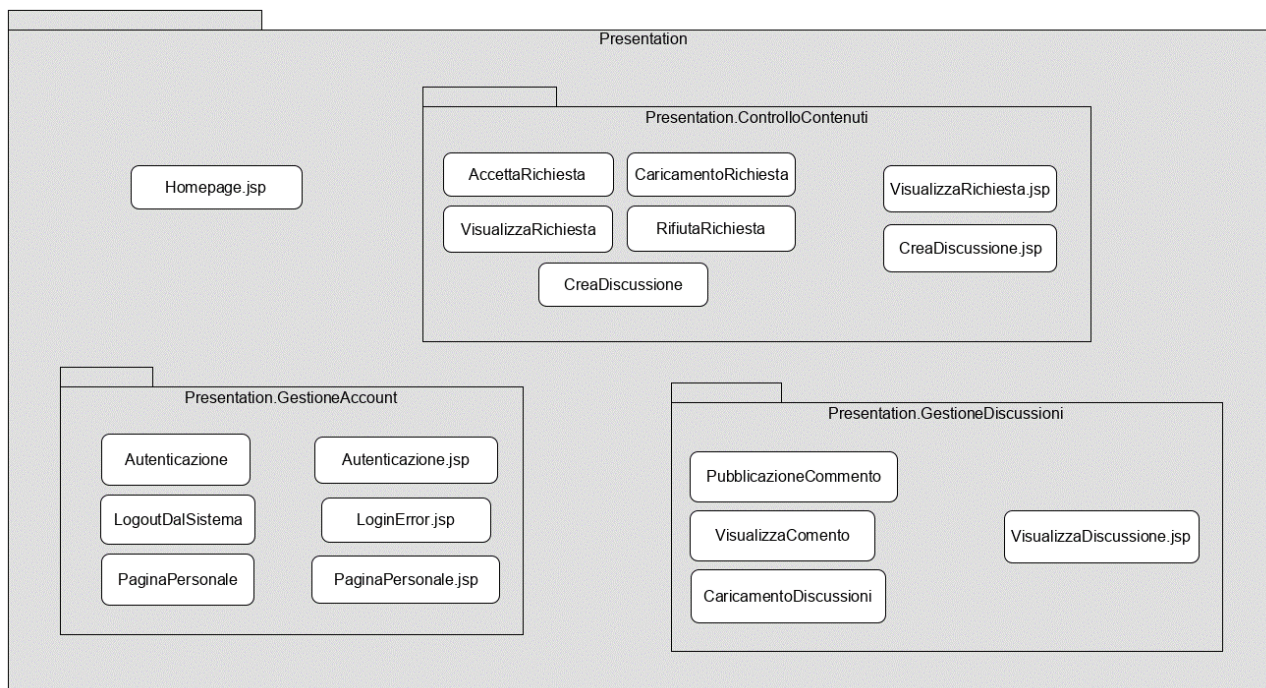 Presentation
Presentation.ControlloContenuti
Homepage.jsp
AccettaRichiesta
CaricamentoRichiesta
VisualizzaRichiesta.jsp
VisualizzaRichiesta
RifiutaRichiesta
CreaDiscussione.jsp
CreaDiscussione
Presentation.GestioneAccount
Autenticazione
Autenticazione.jsp
LogoutDalSistema
LoginError.jsp
PaginaPersonale
PaginaPersonale.jsp
Presentation.GestioneDiscussioni
PubblicazioneCommento
VisualizzaComento
VisualizzaDiscussione.jsp
CaricamentoDiscussioni